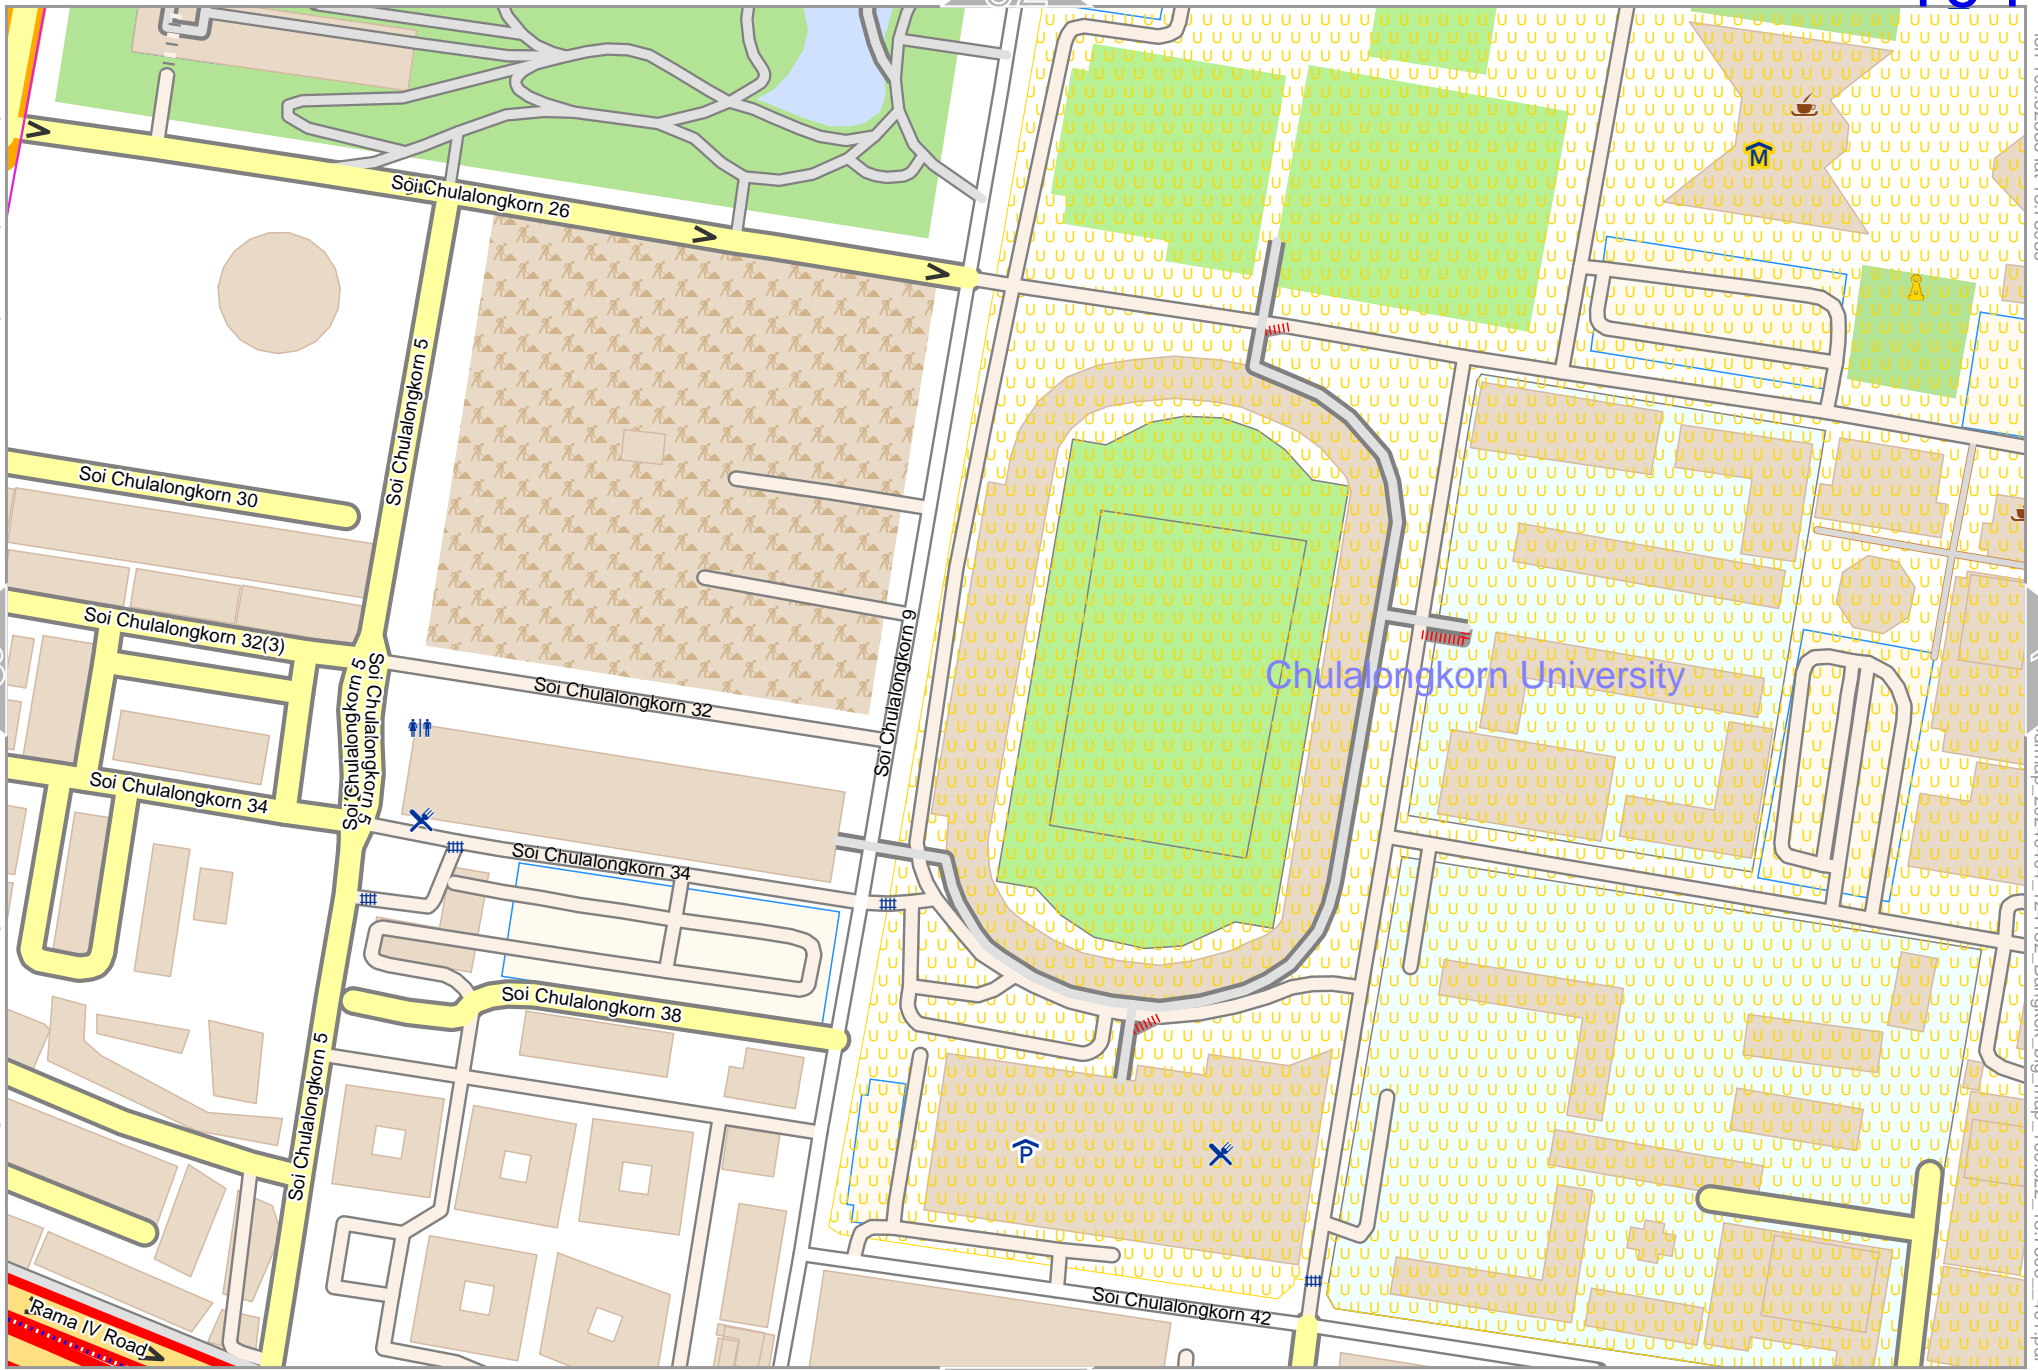 Soi Chulalongkorn 26
Soi Chulalongkorn 5
Soi Chulalongkorn 30
Soi Chulalongkorn 32(3)
Soi Chulalongkorn 9
Soi Chulalongkorn 5
Soi Chulalongkorn 5
Soi Chulalongkorn 32
Chulalongkorn University
M
Soi Chulalongkorn 34
Soi Chulalongkorn 34
Soi Chulalongkorn 38
Soi Chulalongkorn 5
P
Soi Chulalongkorn 42
Rama IV Road